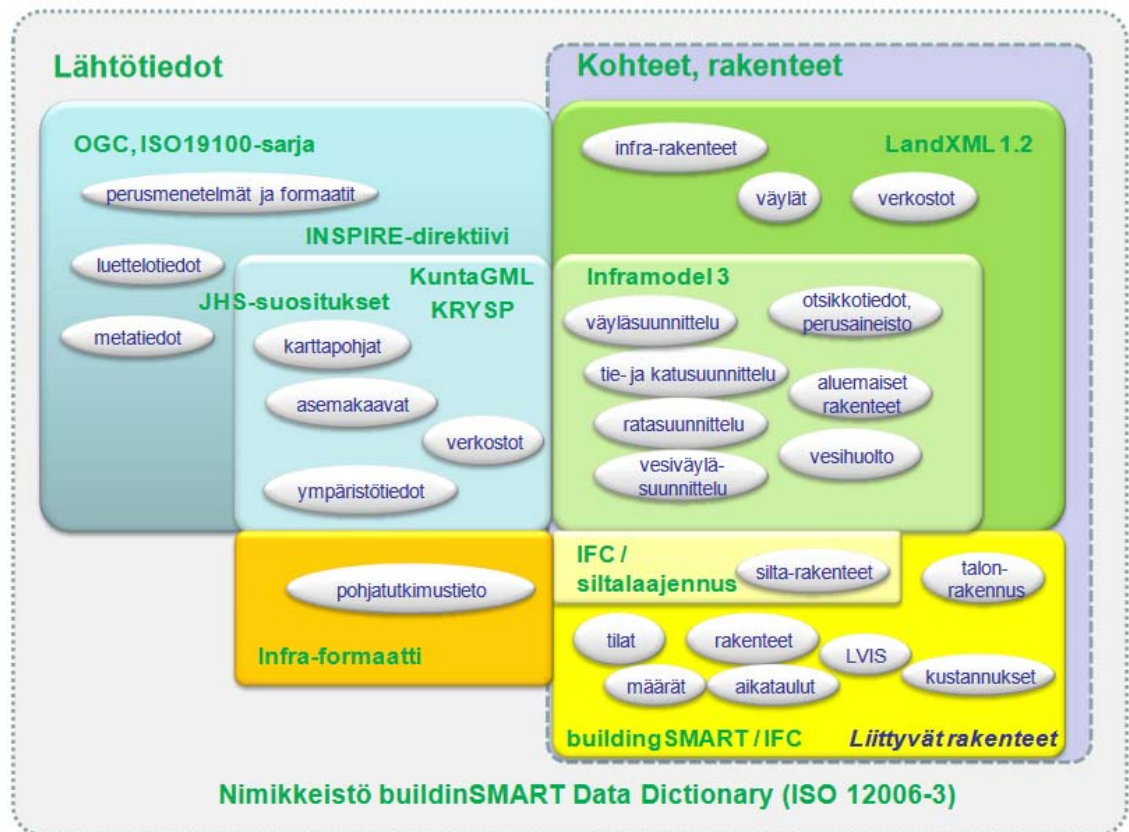 Lähtötiedot
Kohteet, rakenteet
OGC, ISO19100-sarja
perusmenetelmät ja formaatit
INSPIRE-direktiivi
luettelotiedot
KuntaGML
JHS-suositukset
KRYSP
metatiedot
karttapohjat
asemakaavat
verkostot
ympäristötiedot
infra-rakenteet
LandXML 1.2
väylät
verkostot
Inframodel 3
otsikkotiedot,
perusaineisto
väyläsuunnittelu
tie- ja katusuunnittelu
aluemaiset
rakenteet
ratasuunnittelu
vesihuolto
vesiväylä-
suunnittelu
pohjatutkimustieto
Infra-formaatti
IFC /
siltalaajennus
silta-rakenteet
talon-
rakennus
tilat
rakenteet
LVIS
määrät
aikataulut
kustannukset
buildingSMART / IFC
Liittyvät rakenteet
Nimikkeistö buildinSMART Data Dictionary (ISO 12006-3)